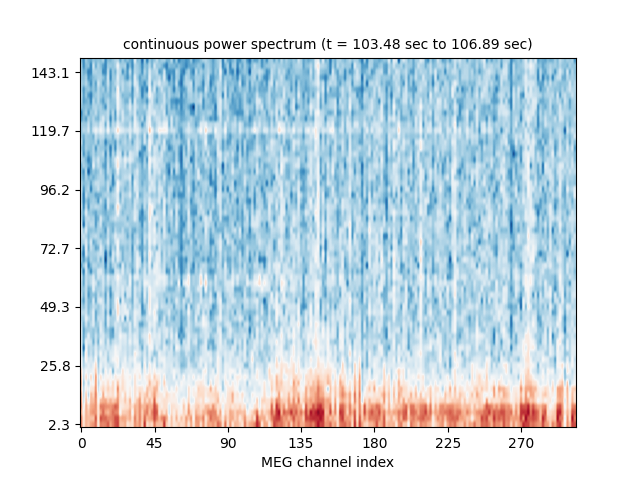 continuous power spectrum (t = 103.48 sec to 106.89 sec)
143.1
119.7
96.2
72.7
49.3
25.8
2.3
0 45 90 135 180 225 270
MEG channel index